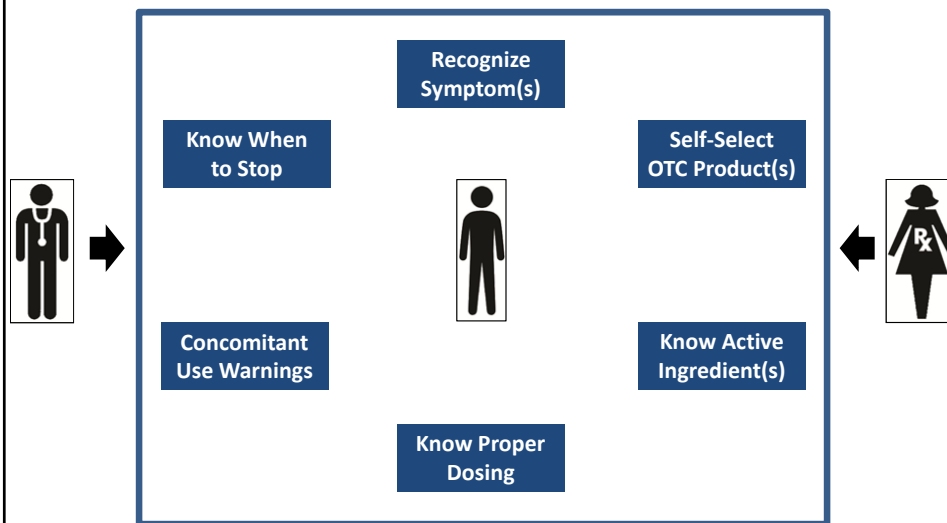 Recognize
Symptom(s)
Know When
to Stop
Self-Select
OTC Product(s)
Rx
Concomitant
Use Warnings
Know Active
Ingredient(s)
Know Proper
Dosing